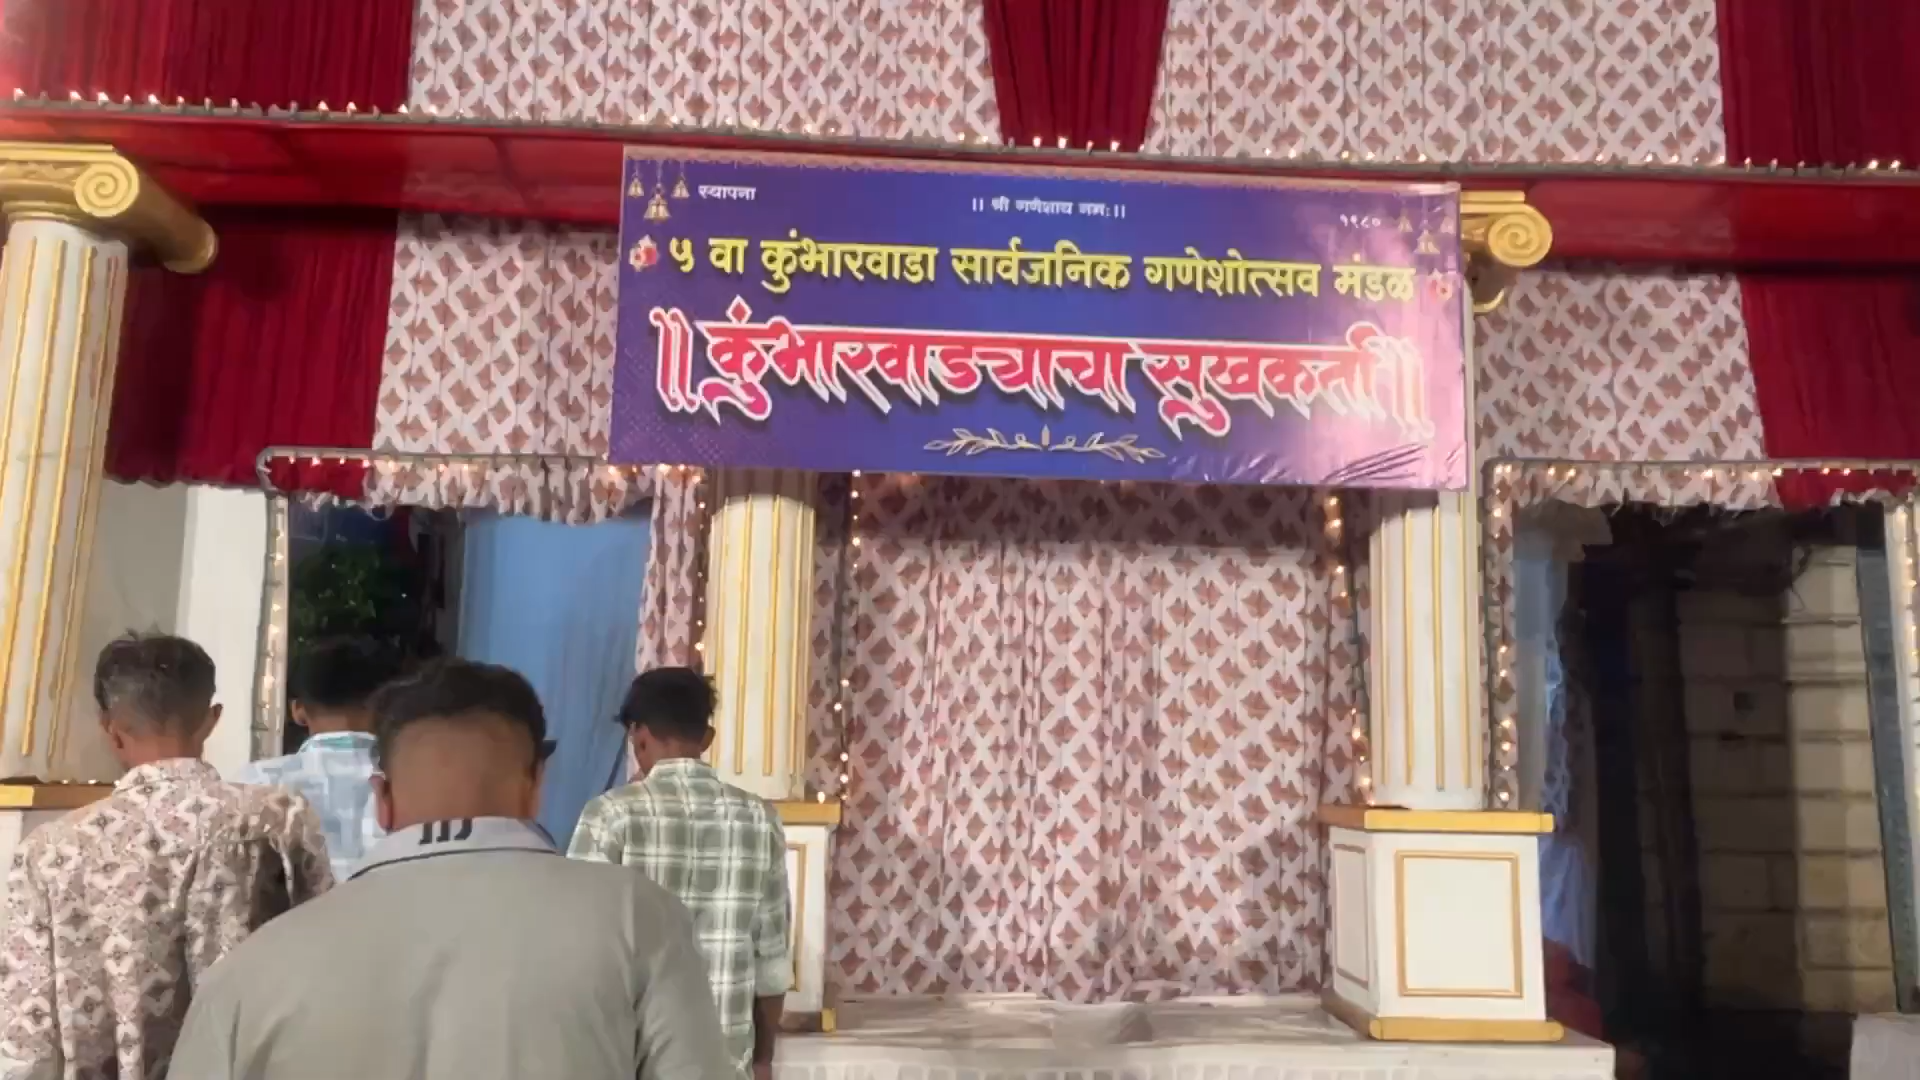 स्थापना
।। श्री गणेशाय नमः।।
१९८०
५ वा कुंभारवाडा सार्वजनिक गणेशोत्सव मंडळ
॥ कुंभारवाड्याचा सुखकर्ता ॥